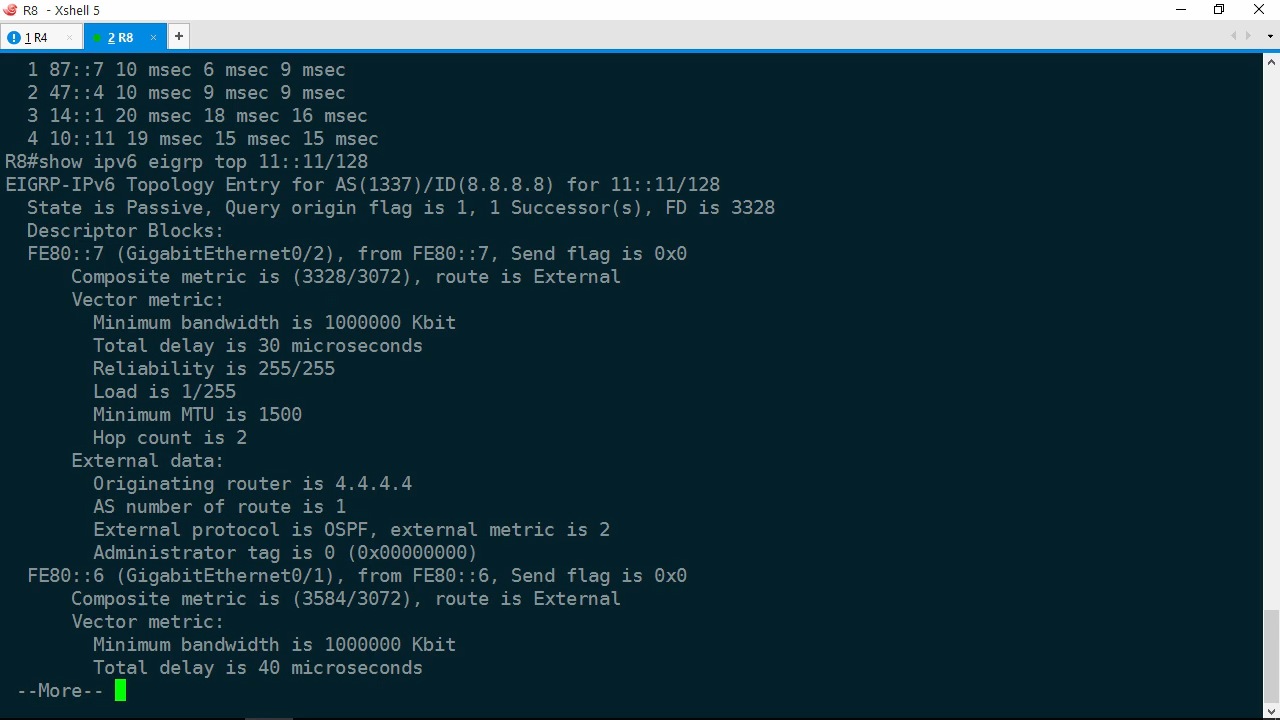 R8 - Xshell 5
1 R4 × 2 R8 × +
1 87::7 10 msec 6 msec 9 msec
2 47::4 10 msec 9 msec 9 msec
3 14::1 20 msec 18 msec 16 msec
4 10::11 19 msec 15 msec 15 msec
R8#show ipv6 eigrp top 11::11/128
EIGRP-IPv6 Topology Entry for AS(1337)/ID(8.8.8.8) for 11::11/128
State is Passive, Query origin flag is 1, 1 Successor(s), FD is 3328
Descriptor Blocks:
FE80::7 (GigabitEthernet0/2), from FE80::7, Send flag is 0x0
Composite metric is (3328/3072), route is External
Vector metric:
Minimum bandwidth is 1000000 Kbit
Total delay is 30 microseconds
Reliability is 255/255
Load is 1/255
Minimum MTU is 1500
Hop count is 2
External data:
Originating router is 4.4.4.4
AS number of route is 1
External protocol is OSPF, external metric is 2
Administrator tag is 0 (0x00000000)
FE80::6 (GigabitEthernet0/1), from FE80::6, Send flag is 0x0
Composite metric is (3584/3072), route is External
Vector metric:
Minimum bandwidth is 1000000 Kbit
Total delay is 40 microseconds
--More--